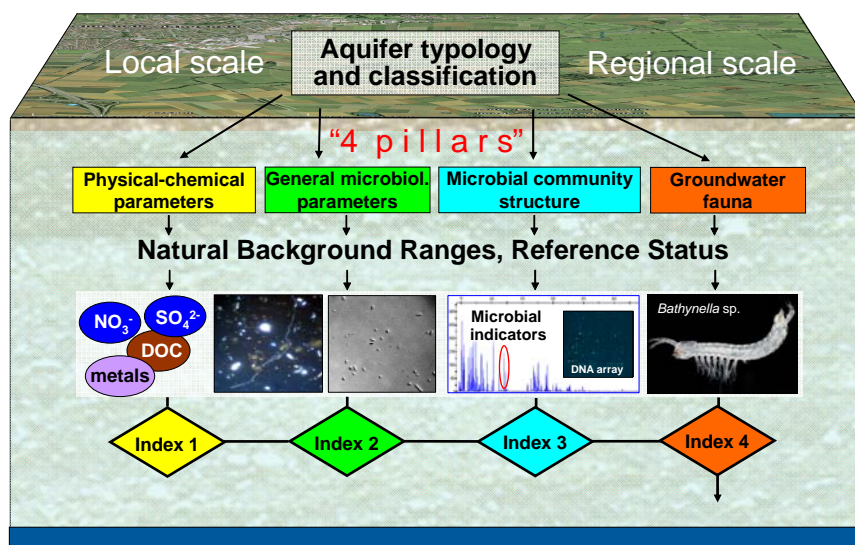 Local scale
Aquifer typology
and classification
Regional scale
“4 pillars”
Physical-chemical
parameters
General microbiol.
parameters
Microbial community
structure
Groundwater
fauna
Natural Background Ranges, Reference Status
NO3-
SO42-
DOC
metals
Microbial
indicators
DNA array
Bathynella sp.
Index 1
Index 2
Index 3
Index 4